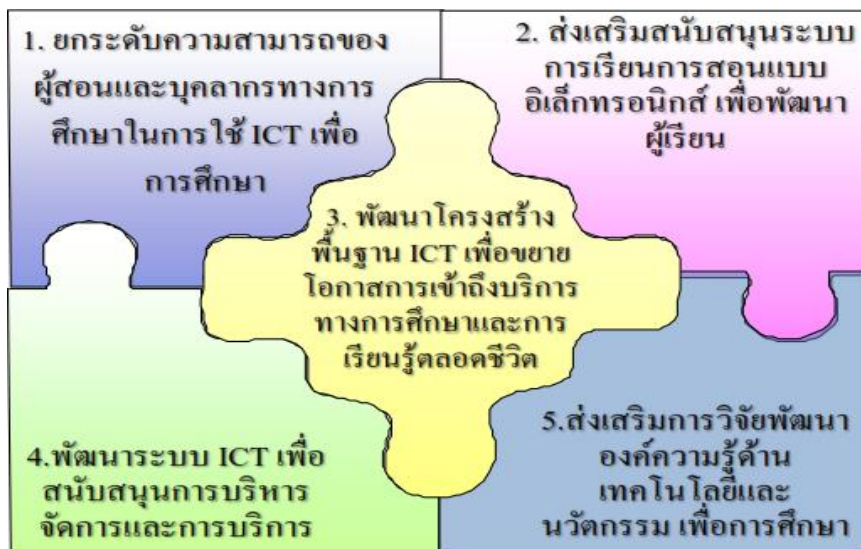 1. ยกระดับความสามารถของ
ผู้สอนและบุคลากรทางการ
ศึกษาในการใช้ ICT เพื่อ
การศึกษา
2. ส่งเสริมสนับสนุนระบบ
การเรียนการสอนแบบ
อิเล็กทรอนิกส์ เพื่อพัฒนา
ผู้เรียน
3. พัฒนาโครงสร้าง
พื้นฐาน ICT เพื่อขยาย
โอกาสการเข้าถึงบริการ
ทางการศึกษาและการ
เรียนรู้ตลอดชีวิต
4.พัฒนาระบบ ICT เพื่อ
สนับสนุนการบริหาร
จัดการและการบริการ
5.ส่งเสริมการวิจัยพัฒนา
องค์ความรู้ด้าน
เทคโนโลยีและ
นวัตกรรม เพื่อการศึกษา